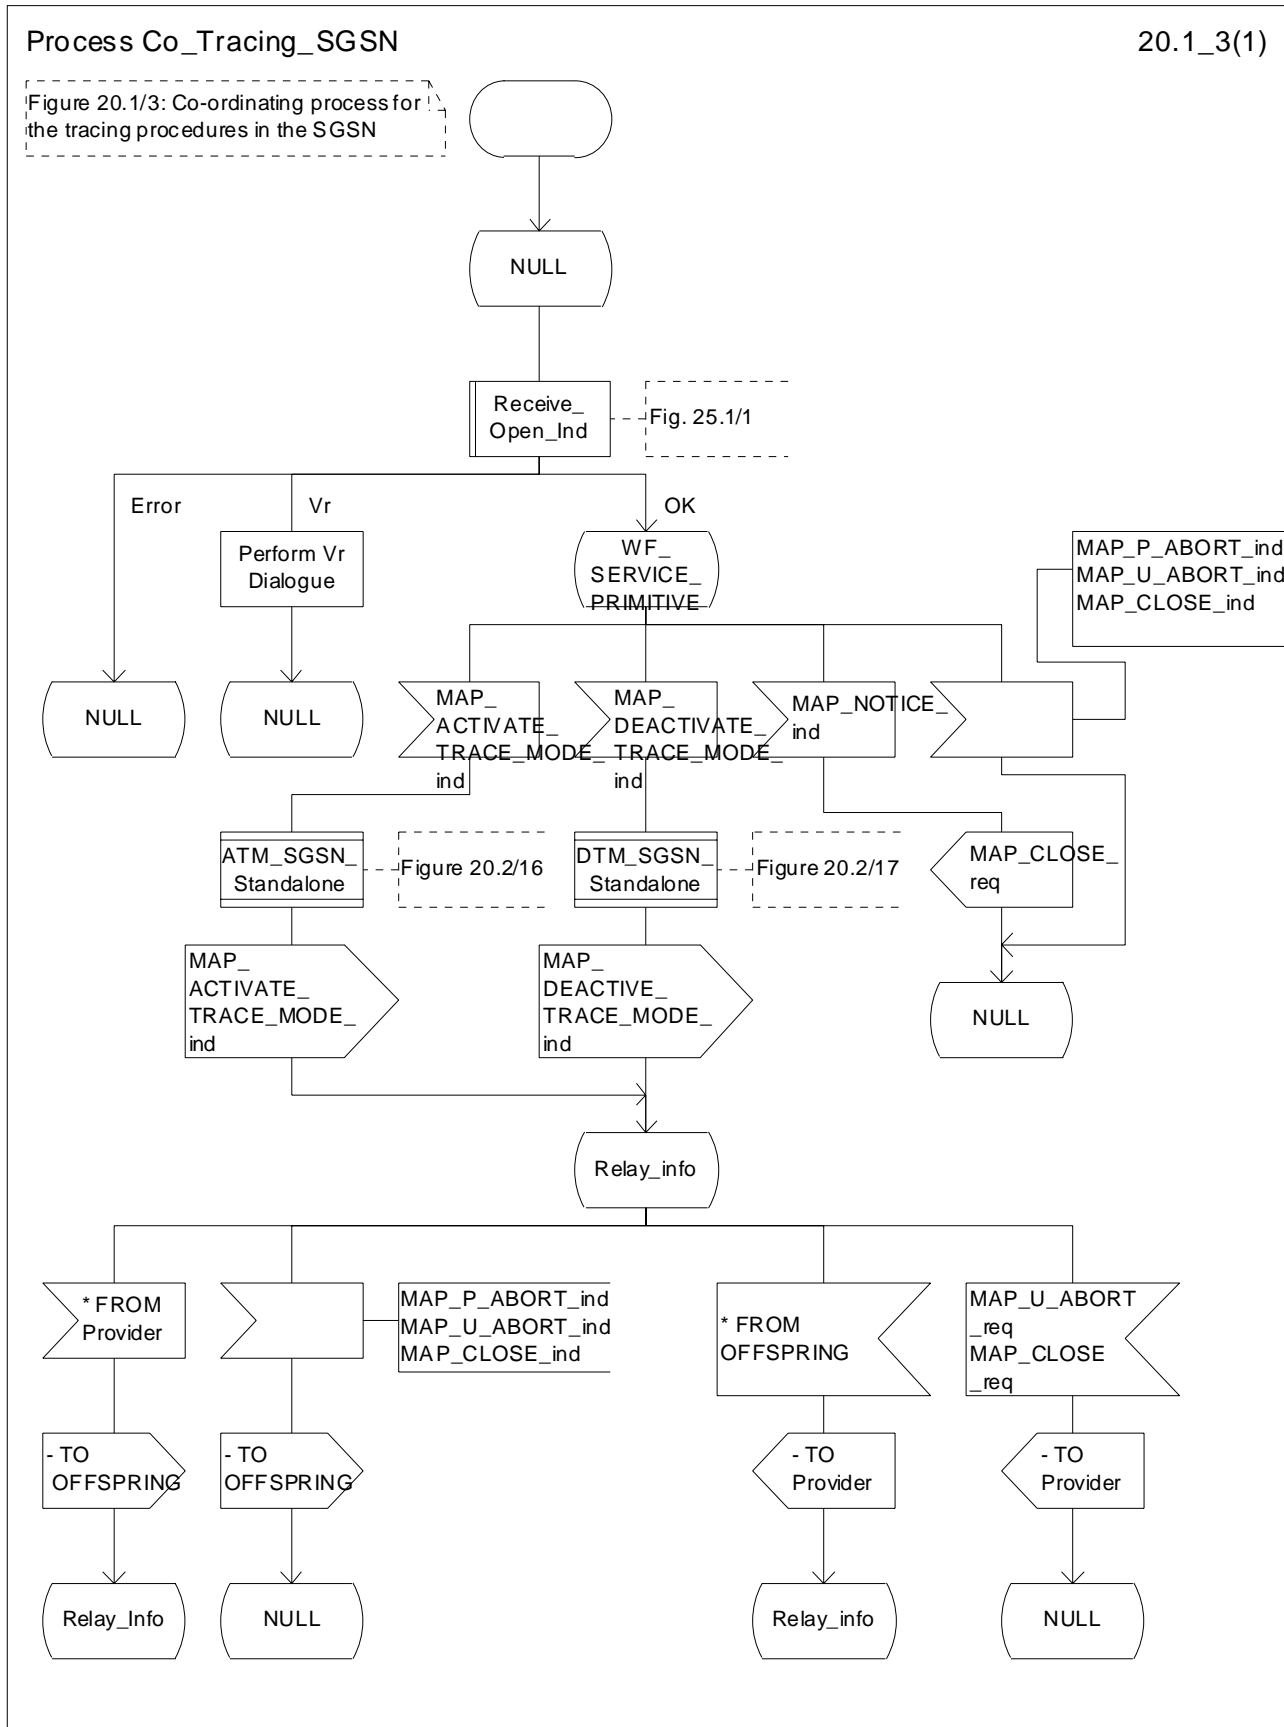 Process Co_Tracing_SGSN
20.1_3(1)
Figure 20.1/3: Co-ordinating process for
the tracing procedures in the SGSN
NULL
Receive_
Open_Ind
Fig. 25.1/1
Error
Vr
OK
Perform Vr
Dialogue
WF_
SERVICE_
PRIMITIVE
MAP_P_ABORT_ind
MAP_U_ABORT_ind
MAP_CLOSE_ind
NULL
NULL
MAP_
ACTIVATE_
TRACE_MODE_
ind
MAP_
DEACTIVATE_
TRACE_MODE_
ind
MAP_NOTICE_
ind
ATM_SGSN_
Standalone
Figure 20.2/16
DTM_SGSN_
Standalone
Figure 20.2/17
MAP_CLOSE_
req
MAP_
ACTIVATE_
TRACE_MODE_
ind
MAP_
DEACTIVE_
TRACE_MODE_
ind
NULL
Relay_info
* FROM
Provider
MAP_P_ABORT_ind
MAP_U_ABORT_ind
MAP_CLOSE_ind
* FROM
OFFSPRING
MAP_U_ABORT
_req
MAP_CLOSE
_req
- TO
OFFSPRING
- TO
OFFSPRING
- TO
Provider
- TO
Provider
Relay_Info
NULL
Relay_info
NULL